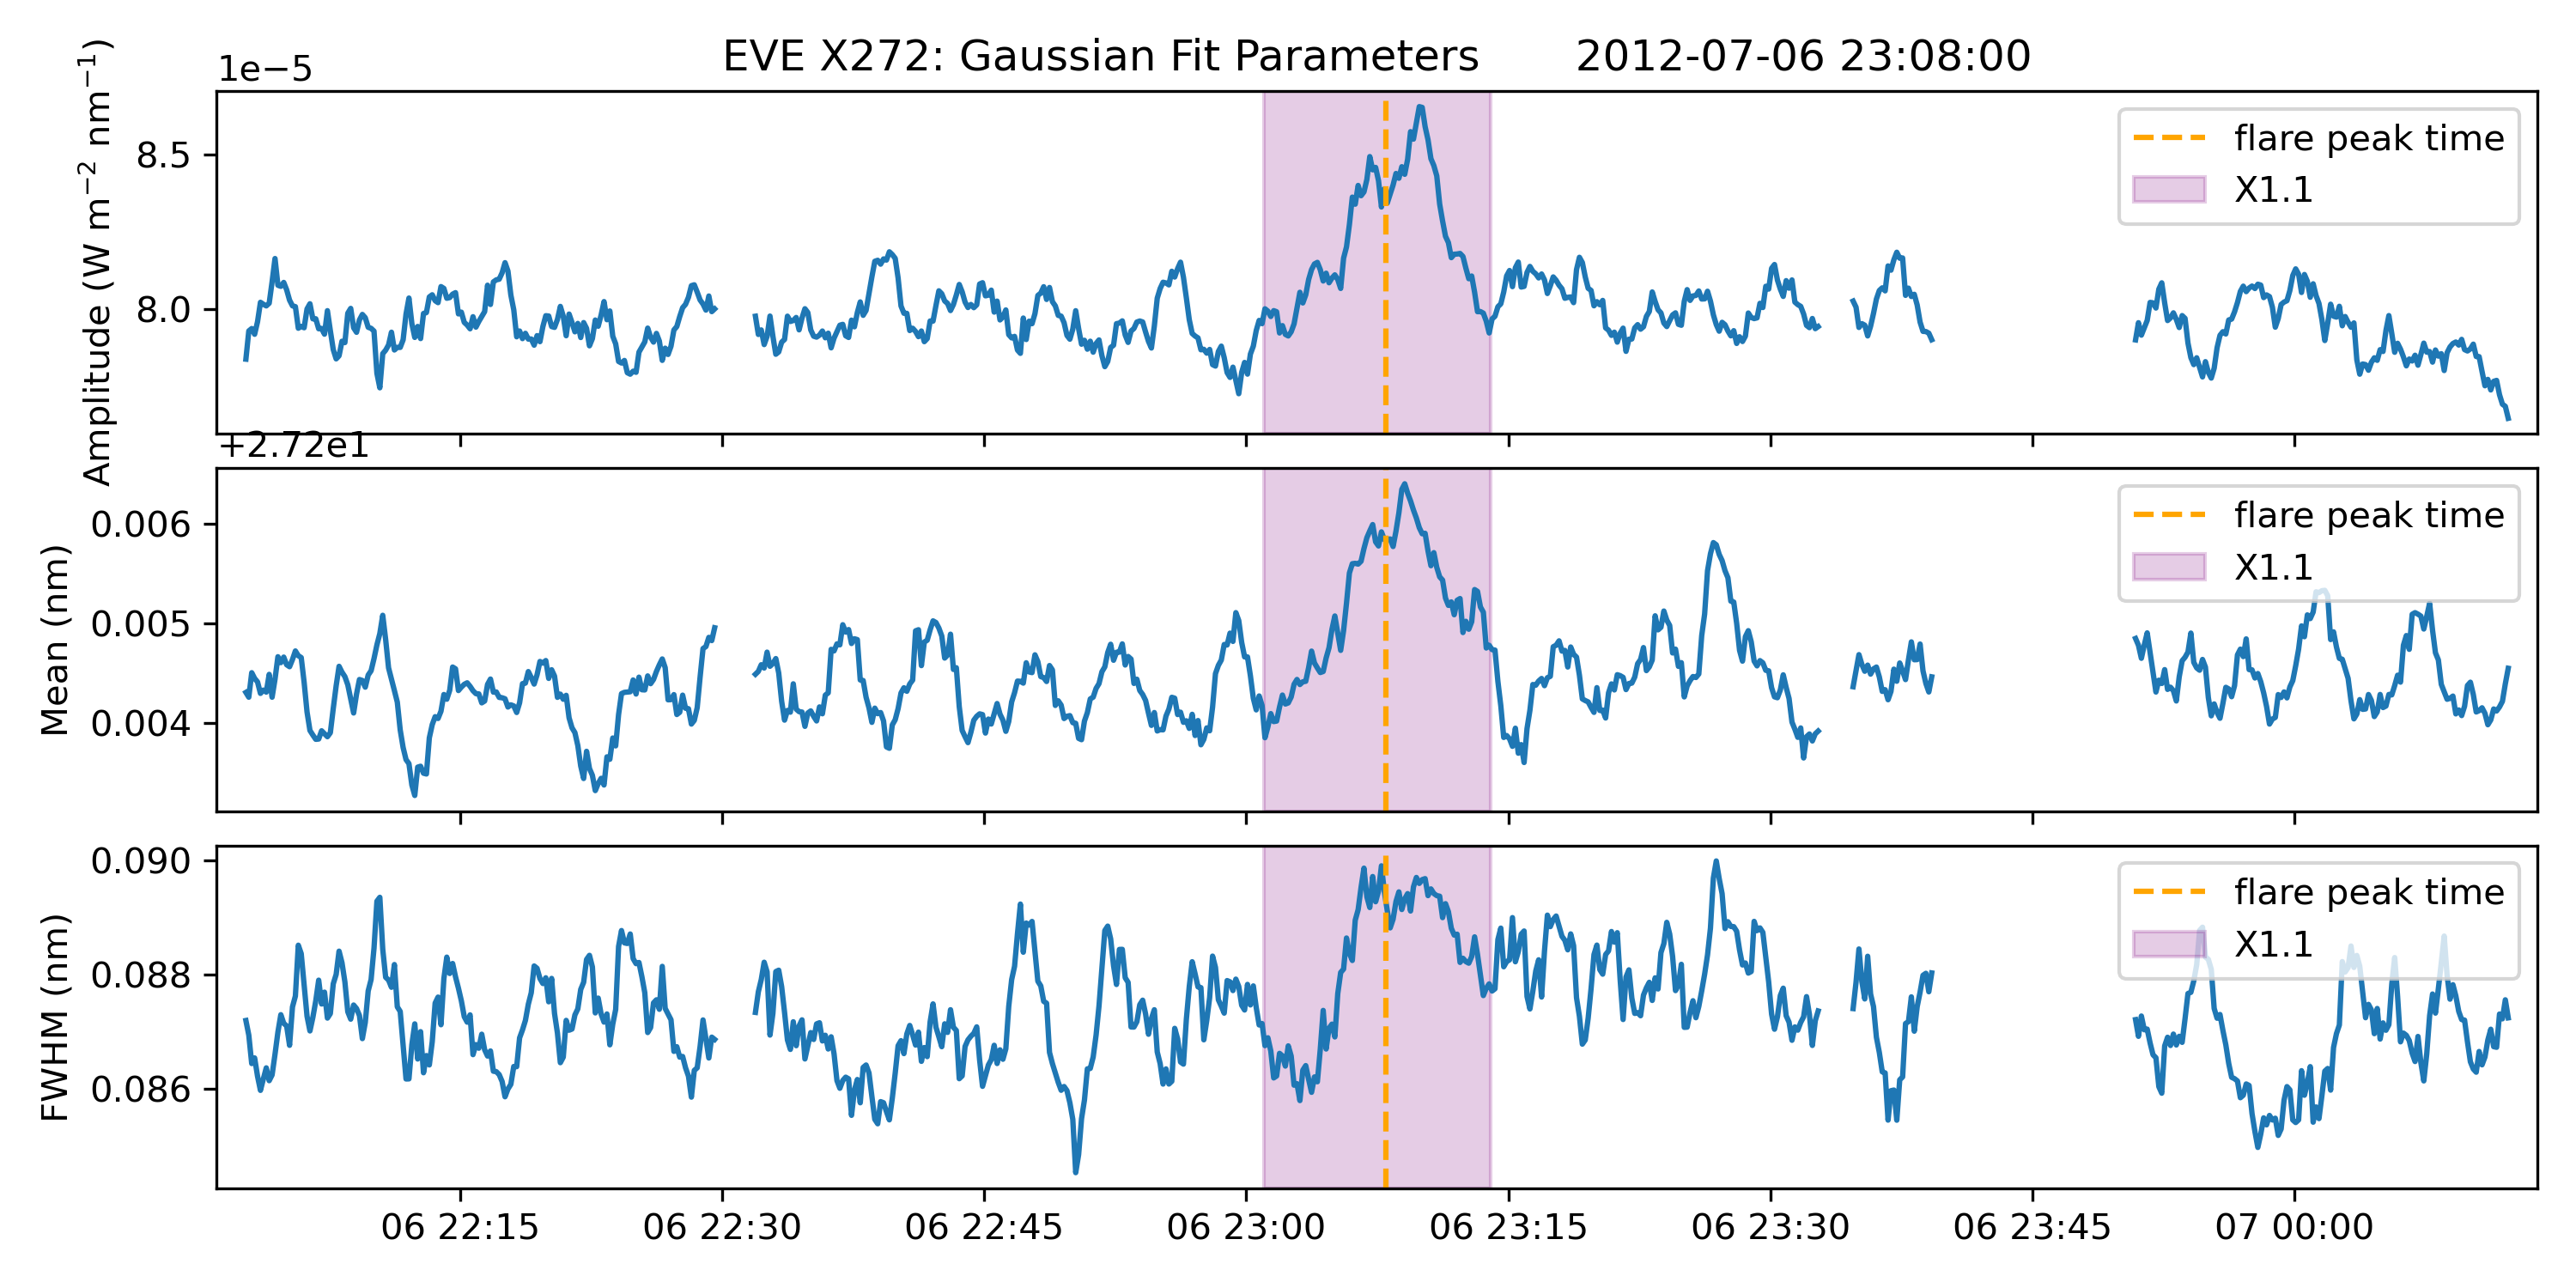 EVE X272: Gaussian Fit Parameters 2012-07-06 23:08:00
1e−5
Amplitude (W m⁻² nm⁻¹)
8.5
8.0
flare peak time
X1.1
+2.72e1
Mean (nm)
0.006
0.005
0.004
flare peak time
X1.1
FWHM (nm)
0.090
0.088
0.086
flare peak time
X1.1
06 22:15 06 22:30 06 22:45 06 23:00 06 23:15 06 23:30 06 23:45 07 00:00